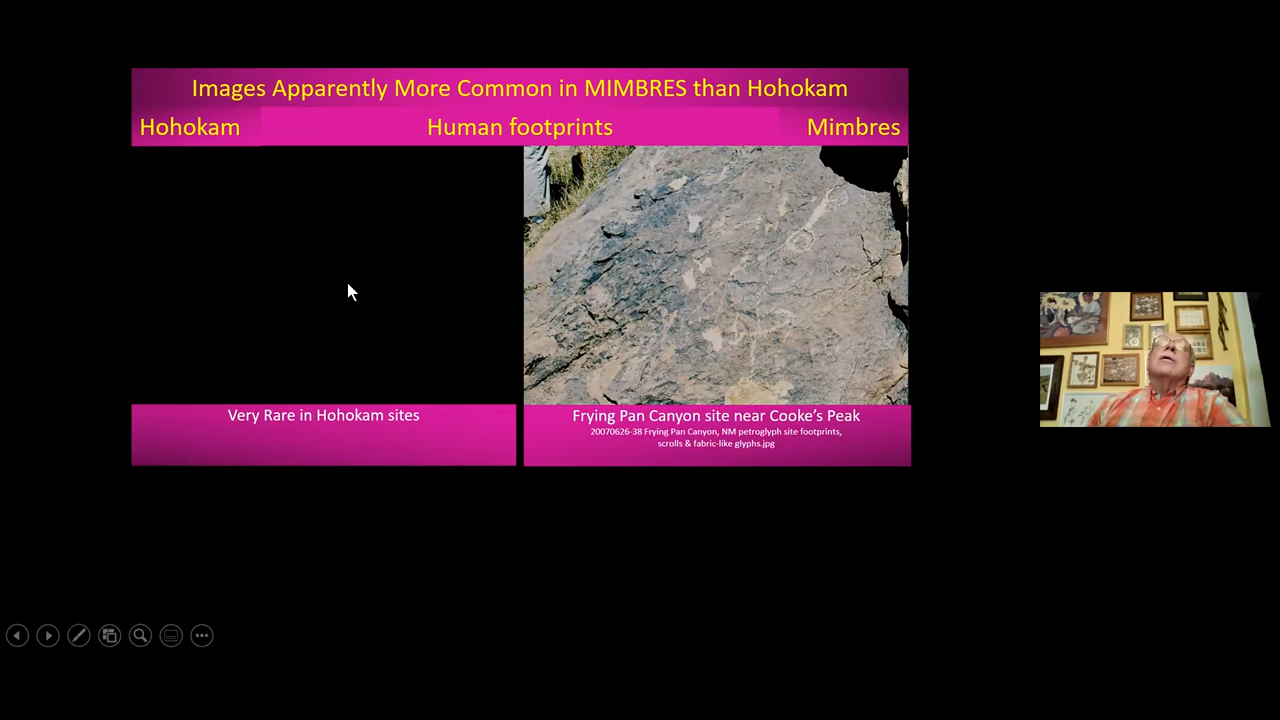 Images Apparently More Common in MIMBRES than Hohokam
Hohokam
Human footprints
Mimbres
Very Rare in Hohokam sites
Frying Pan Canyon site near Cooke's Peak
20070626-38 Frying Pan Canyon, NM petroglyph site footprints,
scrolls & fabric-like glyphs.jpg